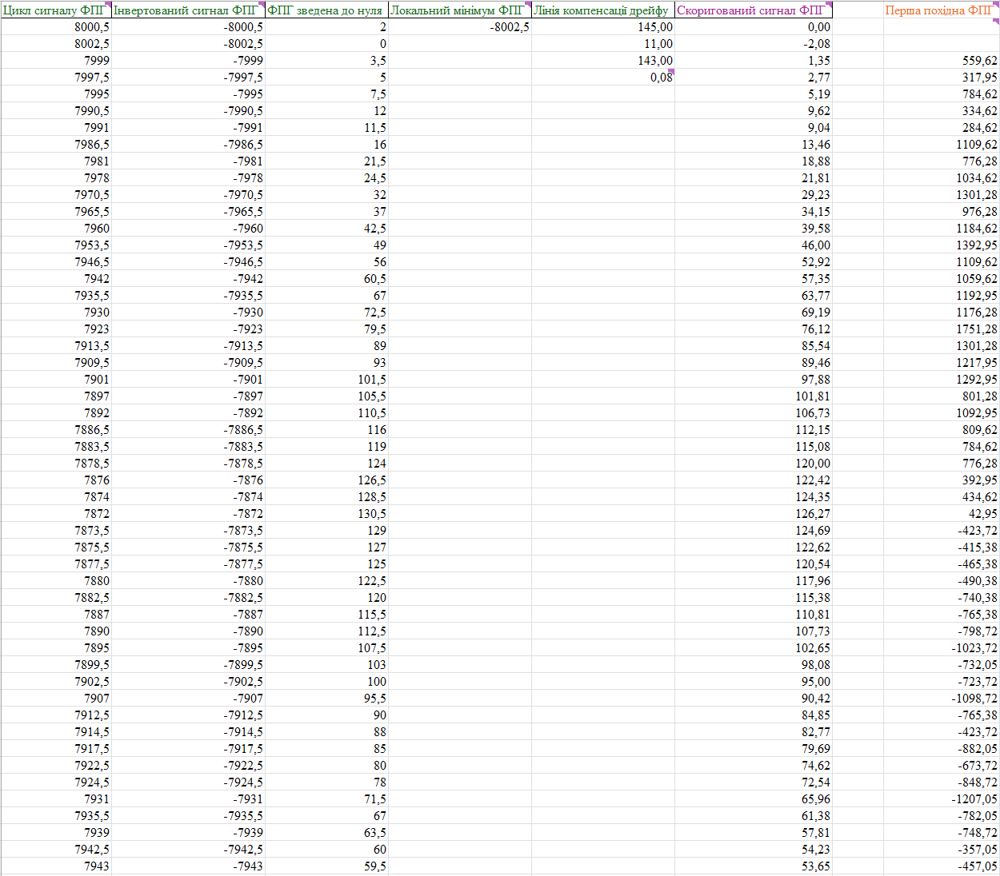 Цикл сигналу ФПГ Інвертований сигнал ФПГ ФПГ зведена до нуля Локальний мінімум ФПГ Лінія компенсації дрейфу Скоригований сигнал ФПГ Перша похідна ФПГ
8000,5 -8000,5 2 -8002,5 145,00 0,00
8002,5 -8002,5 0 11,00 -2,08
7999 -7999 3,5 143,00 1,35 559,62
7997,5 -7997,5 5 0,08 2,77 317,95
7995 -7995 7,5 5,19 784,62
7990,5 -7990,5 12 9,62 334,62
7991 -7991 11,5 9,04 284,62
7986,5 -7986,5 16 13,46 1109,62
7981 -7981 21,5 18,88 776,28
7978 -7978 24,5 21,81 1034,62
7970,5 -7970,5 32 29,23 1301,28
7965,5 -7965,5 37 34,15 976,28
7960 -7960 42,5 39,58 1184,62
7953,5 -7953,5 49 46,00 1392,95
7946,5 -7946,5 56 52,92 1109,62
7942 -7942 60,5 57,35 1059,62
7935,5 -7935,5 67 63,77 1192,95
7930 -7930 72,5 69,19 1176,28
7923 -7923 79,5 76,12 1751,28
7913,5 -7913,5 89 85,54 1301,28
7909,5 -7909,5 93 89,46 1217,95
7901 -7901 101,5 97,88 1292,95
7897 -7897 105,5 101,81 801,28
7892 -7892 110,5 106,73 1092,95
7886,5 -7886,5 116 112,15 809,62
7883,5 -7883,5 119 115,08 784,62
7878,5 -7878,5 124 120,00 776,28
7876 -7876 126,5 122,42 392,95
7874 -7874 128,5 124,35 434,62
7872 -7872 130,5 126,27 42,95
7873,5 -7873,5 129 124,69 -423,72
7875,5 -7875,5 127 122,62 -415,38
7877,5 -7877,5 125 120,54 -465,38
7880 -7880 122,5 117,96 -490,38
7882,5 -7882,5 120 115,38 -740,38
7887 -7887 115,5 110,81 -765,38
7890 -7890 112,5 107,73 -798,72
7895 -7895 107,5 102,65 -1023,72
7899,5 -7899,5 103 98,08 -732,05
7902,5 -7902,5 100 95,00 -723,72
7907 -7907 95,5 90,42 -1098,72
7912,5 -7912,5 90 84,85 -765,38
7914,5 -7914,5 88 82,77 -423,72
7917,5 -7917,5 85 79,69 -882,05
7922,5 -7922,5 80 74,62 -673,72
7924,5 -7924,5 78 72,54 -848,72
7931 -7931 71,5 65,96 -1207,05
7935,5 -7935,5 67 61,38 -782,05
7939 -7939 63,5 57,81 -748,72
7942,5 -7942,5 60 54,23 -357,05
7943 -7943 59,5 53,65 -457,05